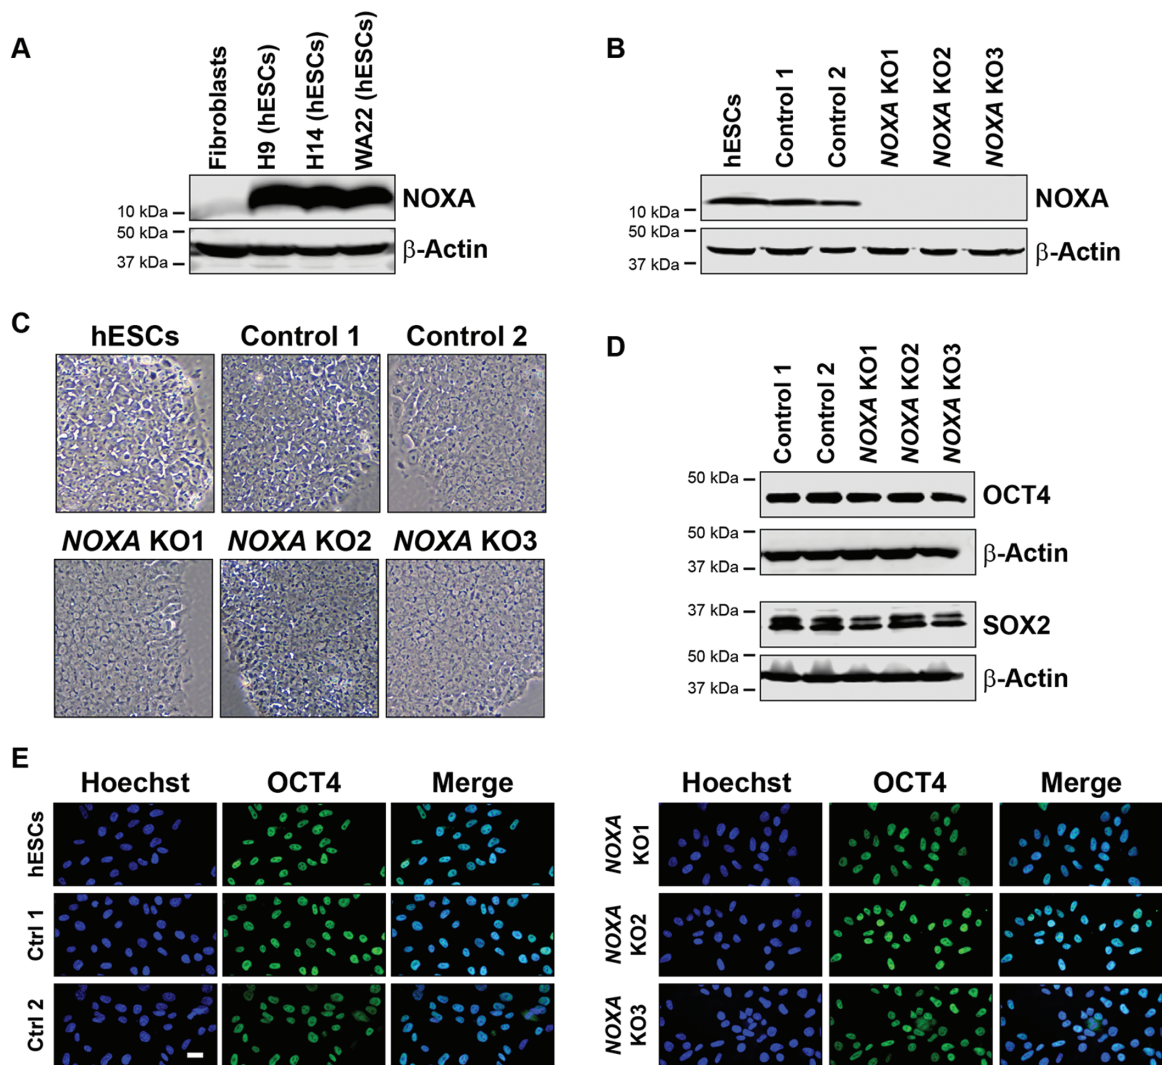 A
Fibroblasts
H9 (hESCs)
H14 (hESCs)
WA22 (hESCs)
10 kDa
NOXA
50 kDa
37 kDa
β-Actin
B
hESCs
Control 1
Control 2
NOXA KO1
NOXA KO2
NOXA KO3
10 kDa
NOXA
50 kDa
37 kDa
β-Actin
C
hESCs
Control 1
Control 2
NOXA KO1
NOXA KO2
NOXA KO3
D
Control 1
Control 2
NOXA KO1
NOXA KO2
NOXA KO3
50 kDa
OCT4
50 kDa
37 kDa
β-Actin
37 kDa
SOX2
50 kDa
37 kDa
β-Actin
E
Hoechst
OCT4
Merge
hESCs
Ctrl 1
Ctrl 2
Hoechst
OCT4
Merge
NOXA
KO1
NOXA
KO2
NOXA
KO3